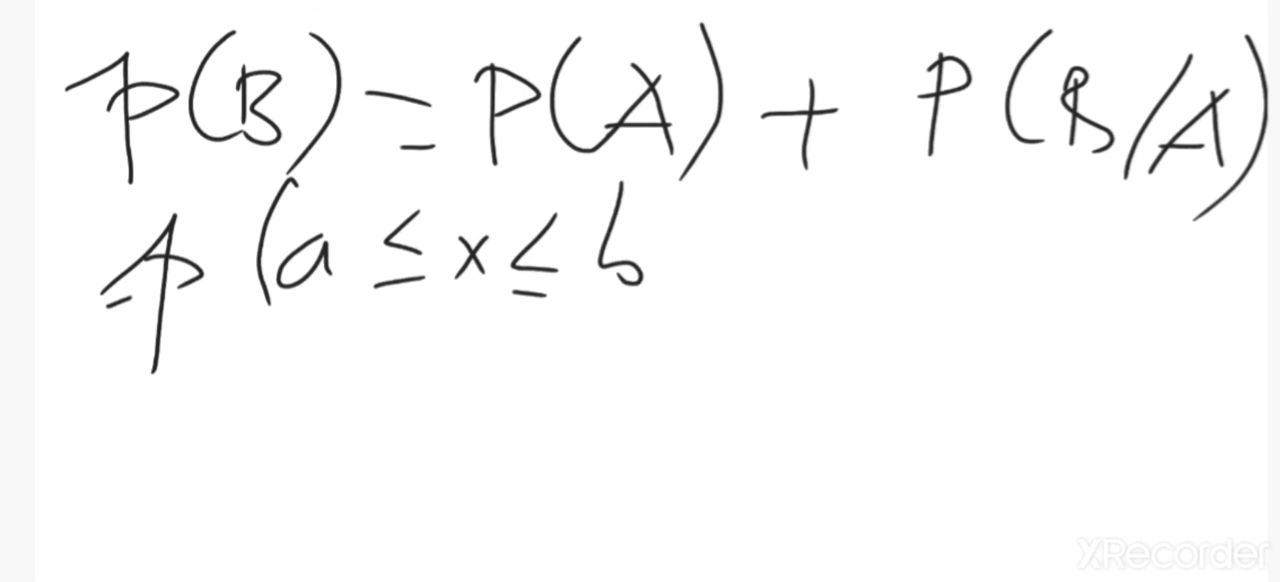 p(B) = P(A) + P(B/A)
=p (a ≤ x ≤ b
XRecorder